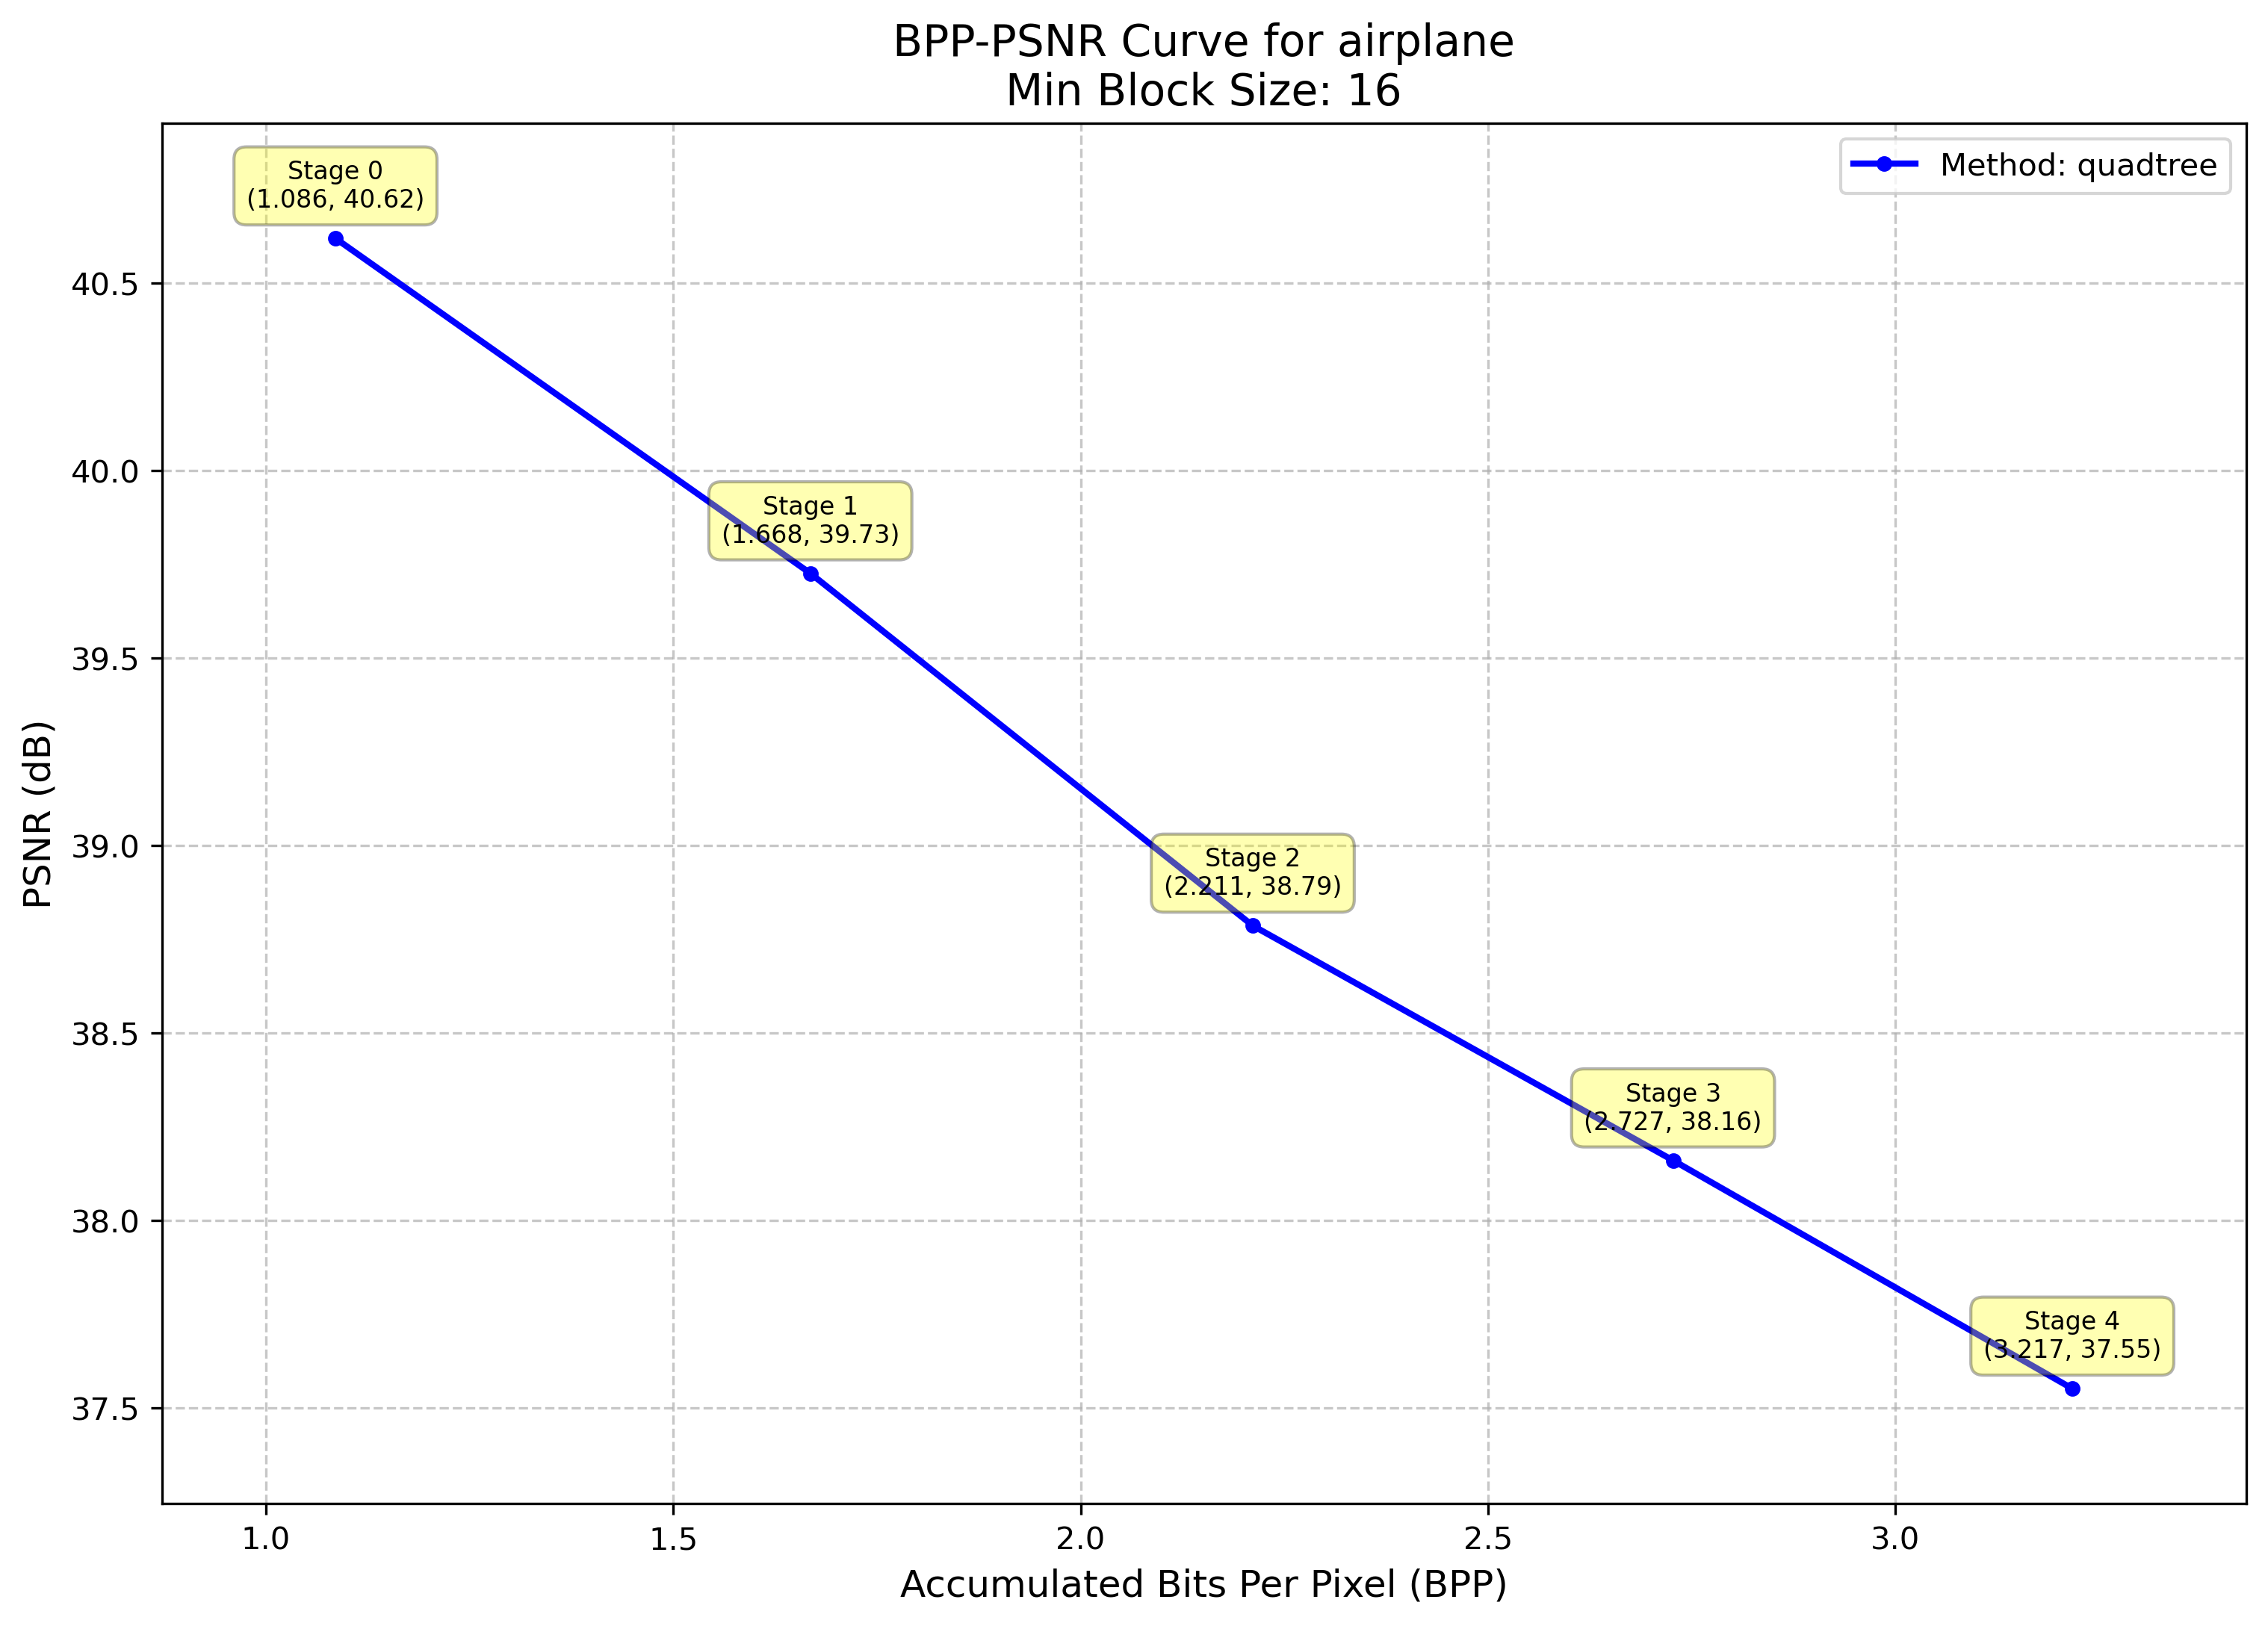 BPP-PSNR Curve for airplane
Min Block Size: 16
Method: quadtree
Stage 0
(1.086, 40.62)
Stage 1
(1.668, 39.73)
Stage 2
(2.211, 38.79)
Stage 3
(2.727, 38.16)
Stage 4
(3.217, 37.55)
PSNR (dB)
40.5
40.0
39.5
39.0
38.5
38.0
37.5
1.0 1.5 2.0 2.5 3.0
Accumulated Bits Per Pixel (BPP)